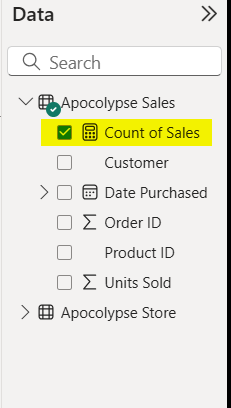 Data
Search
Apocolypse Sales
Count of Sales
Customer
Date Purchased
Order ID
Product ID
Units Sold
Apocolypse Store